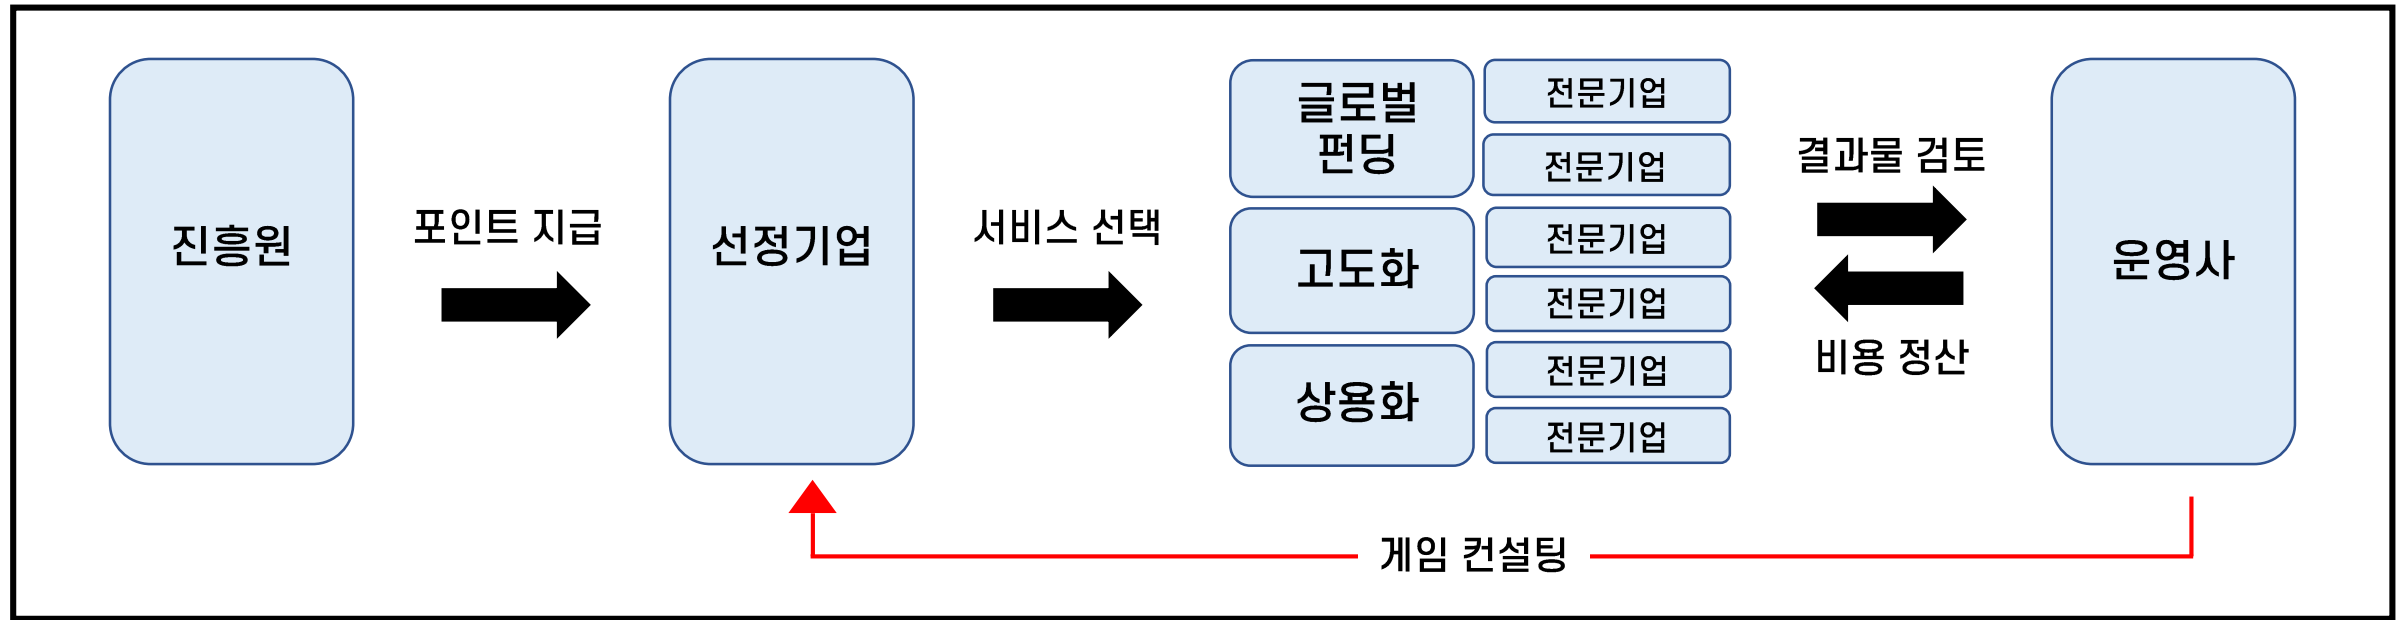 진흥원
포인트 지급
선정기업
서비스 선택
글로벌
펀딩
전문기업
전문기업
고도화
전문기업
전문기업
상용화
전문기업
전문기업
결과물 검토
비용 정산
운영사
게임 컨설팅